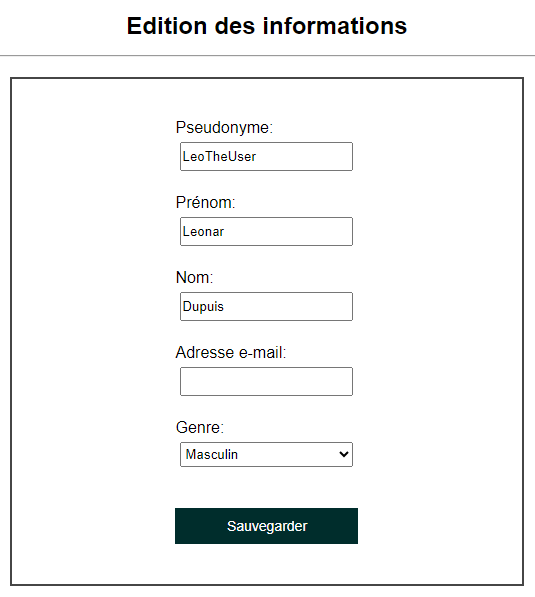 Edition des informations
Pseudonyme:
LeoTheUser
Prénom:
Leonar
Nom:
Dupuis
Adresse e-mail:
Genre:
Masculin
Sauvegarder